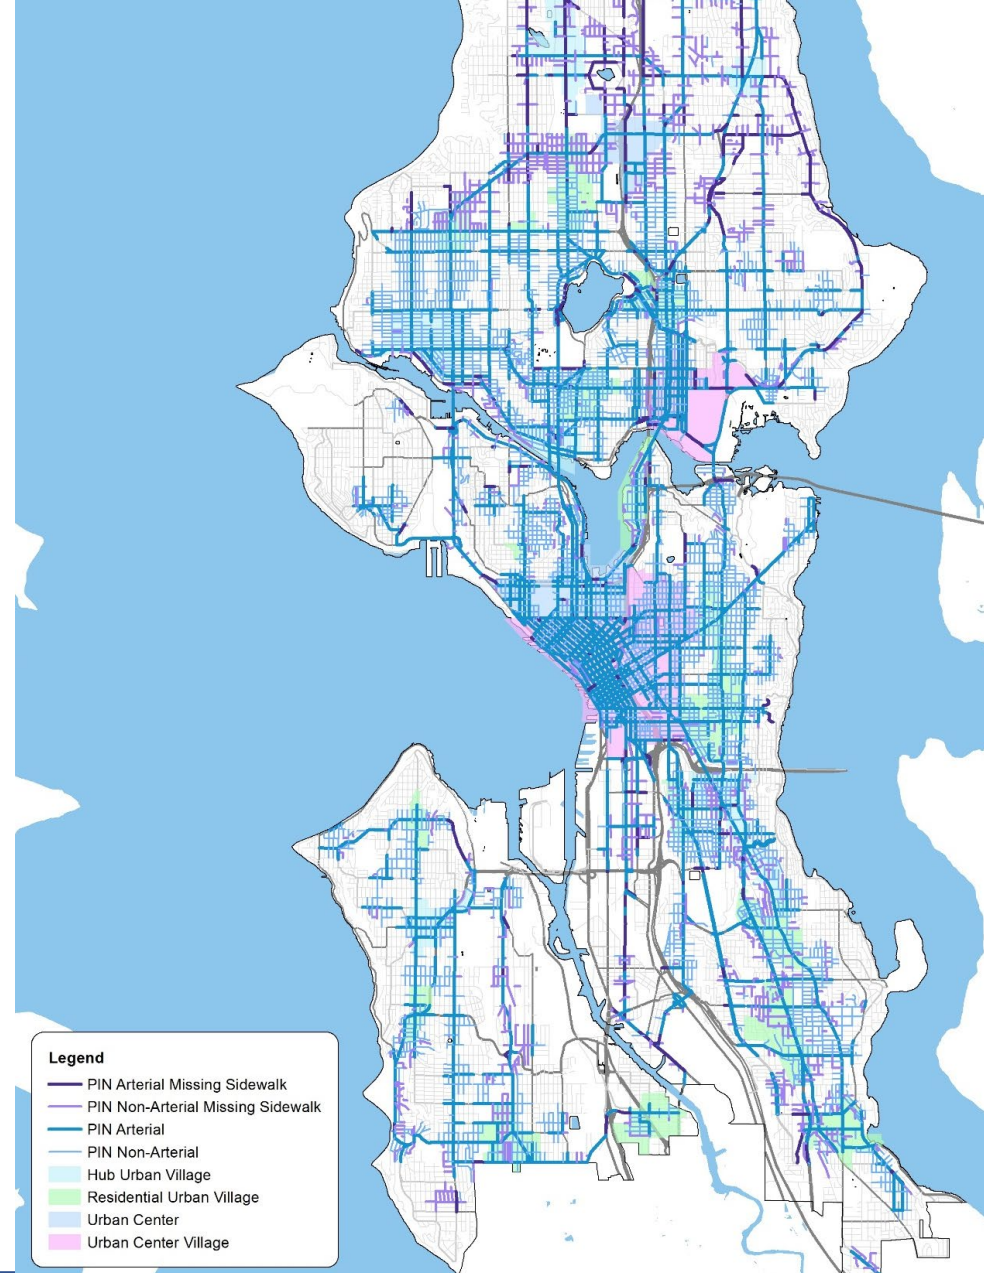 Legend
PIN Arterial Missing Sidewalk
PIN Non-Arterial Missing Sidewalk
PIN Arterial
PIN Non-Arterial
Hub Urban Village
Residential Urban Village
Urban Center
Urban Center Village